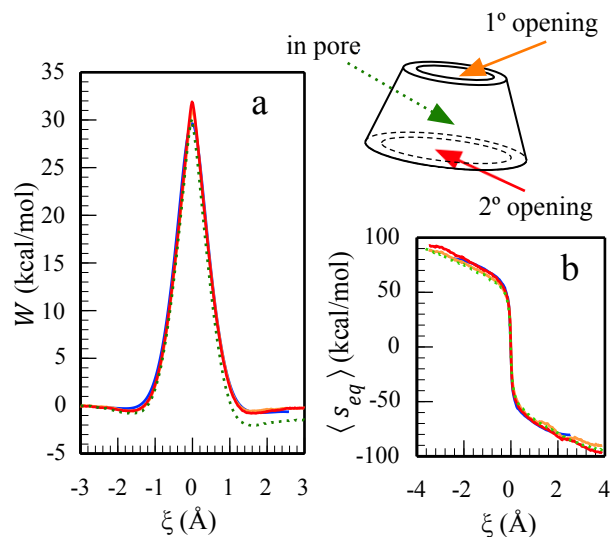 1º opening
in pore
2º opening
a
W (kcal/mol)
35
30
25
20
15
10
5
0
-5
-3 -2 -1 0 1 2 3
ξ (Å)
b
⟨ s_eq ⟩ (kcal/mol)
100
50
0
-50
-100
-4 -2 0 2 4
ξ (Å)